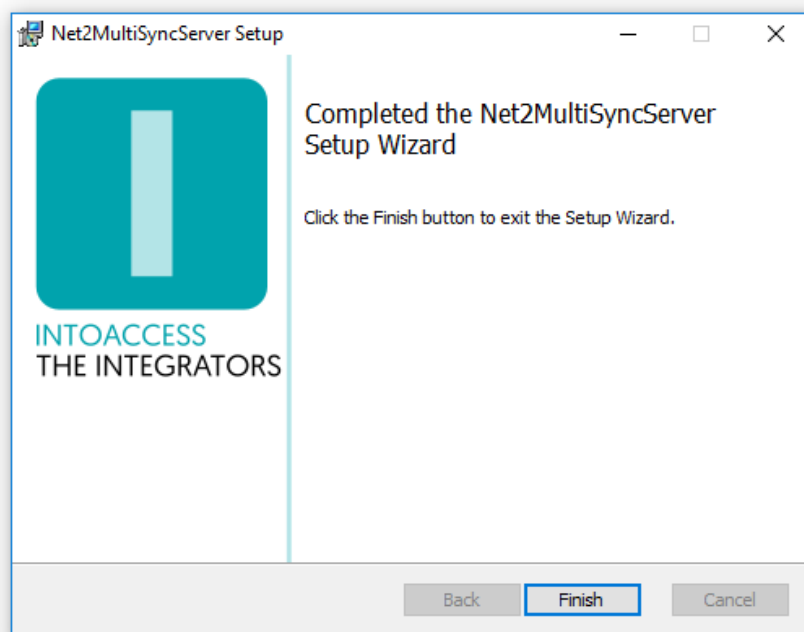 Net2MultiSyncServer Setup
Completed the Net2MultiSyncServer
Setup Wizard
Click the Finish button to exit the Setup Wizard.
INTOACCESS
THE INTEGRATORS
Back
Finish
Cancel